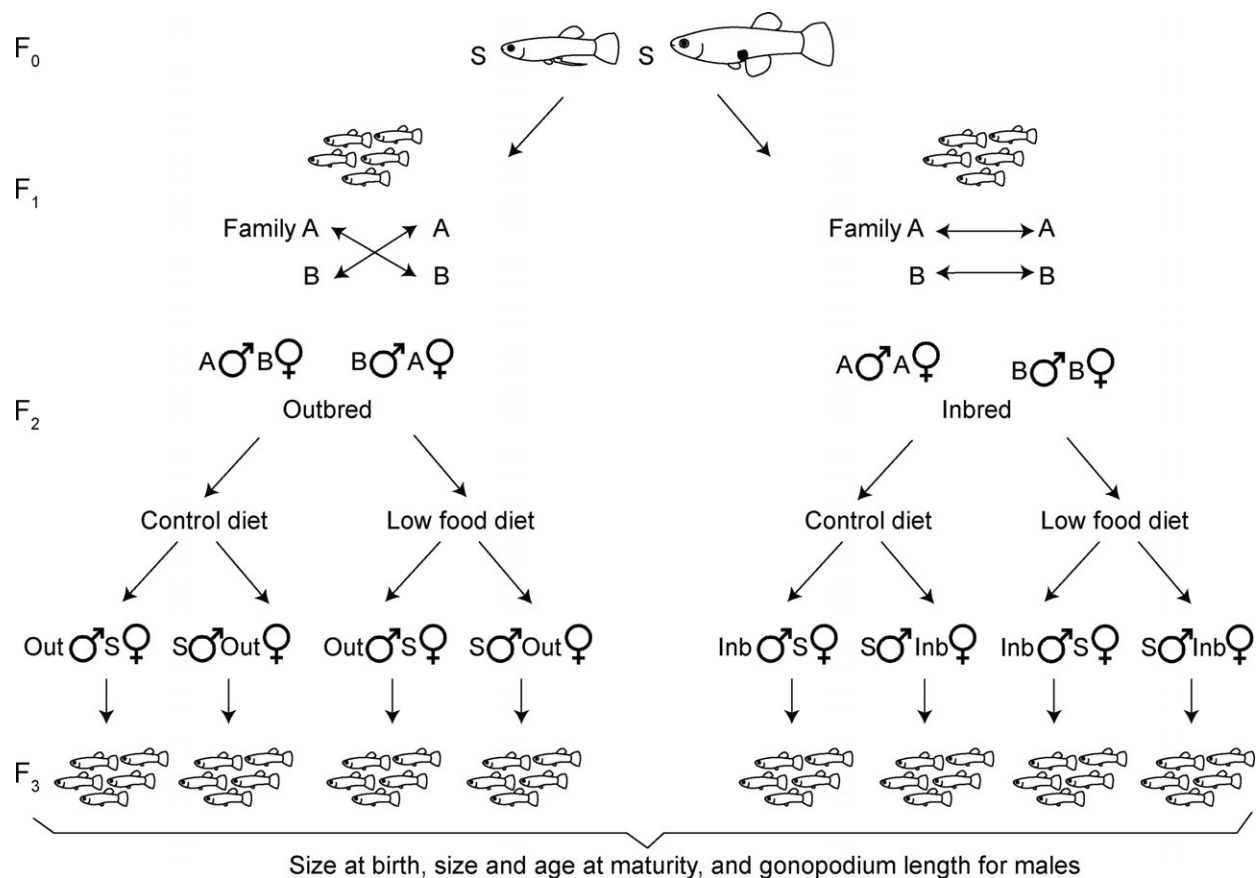 F₀ S S
F₁
Family A A
B B
Family A A
B B
A♂B♀ B♂A♀
A♂A♀ B♂B♀
F₂
Outbred
Inbred
Control diet Low food diet
Control diet Low food diet
Out♂S♀ S♂Out♀ Out♂S♀ S♂Out♀
Inb♂S♀ S♂Inb♀ Inb♂S♀ S♂Inb♀
F₃
Size at birth, size and age at maturity, and gonopodium length for males